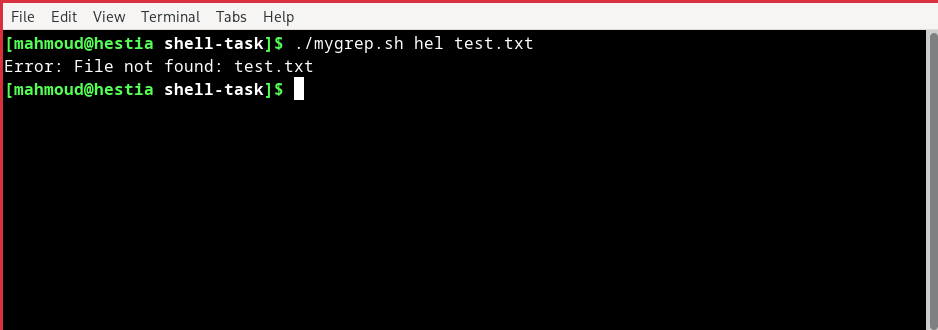 File Edit View Terminal Tabs Help
[mahmoud@hestia shell-task]$ ./mygrep.sh hel test.txt
Error: File not found: test.txt
[mahmoud@hestia shell-task]$